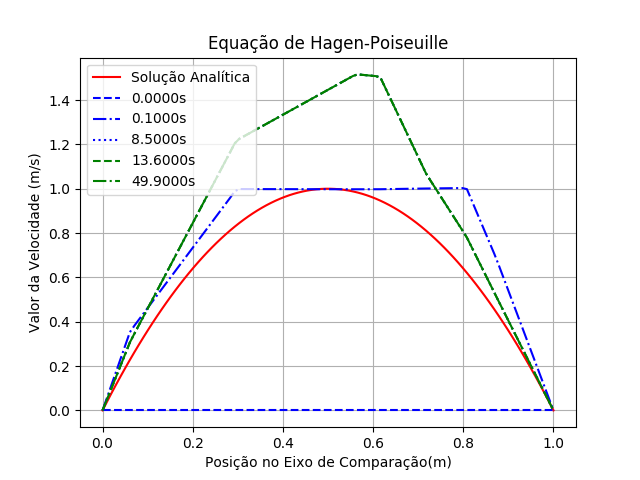 Equação de Hagen-Poiseuille
Solução Analítica
0.0000s
0.1000s
8.5000s
13.6000s
49.9000s
Valor da Velocidade (m/s)
1.4
1.2
1.0
0.8
0.6
0.4
0.2
0.0
0.0 0.2 0.4 0.6 0.8 1.0
Posição no Eixo de Comparação(m)